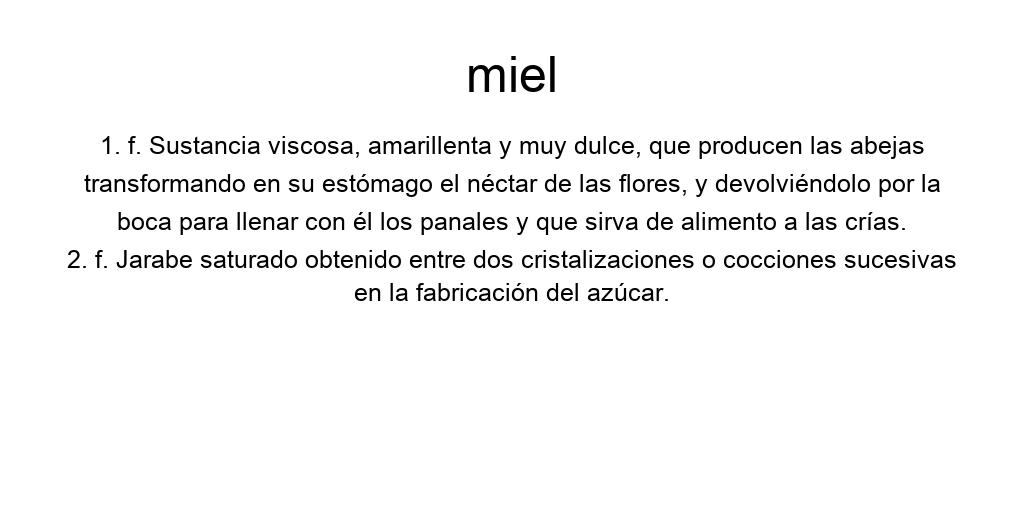 miel
1. f. Sustancia viscosa, amarillenta y muy dulce, que producen las abejas
transformando en su estómago el néctar de las flores, y devolviéndolo por la
boca para llenar con él los panales y que sirva de alimento a las crías.
2. f. Jarabe saturado obtenido entre dos cristalizaciones o cocciones sucesivas
en la fabricación del azúcar.